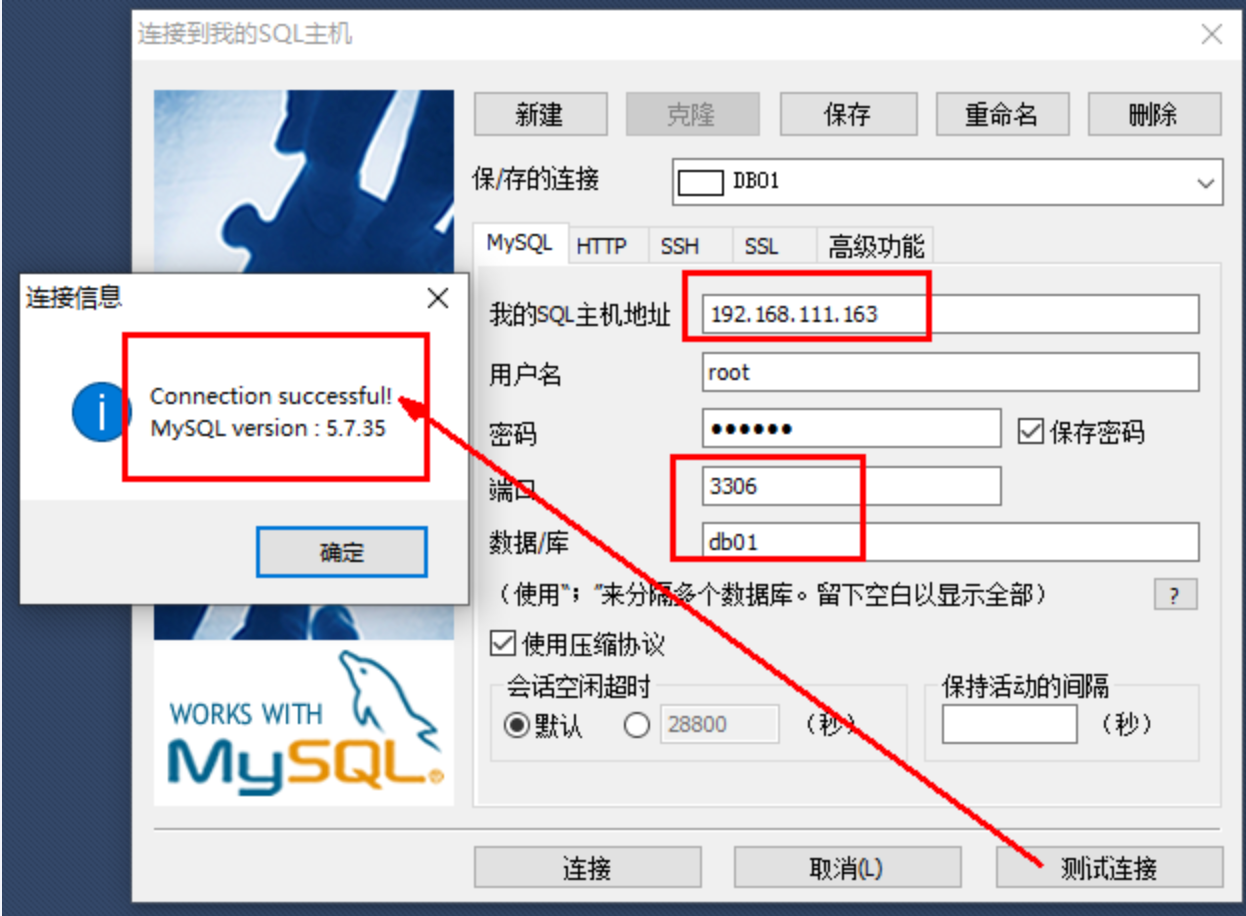 连接到我的SQL主机
新建 克隆 保存 重命名 删除
保/存的连接 DB01
MySQL HTTP SSH SSL 高级功能
我的SQL主机地址 192.168.111.163
用户名 root
密码 ●●●●●● 保存密码
端口 3306
数据/库 db01
（使用“；”来分隔多个数据库。留下空白以显示全部） ?
使用压缩协议
会话空闲超时 保持活动的间隔
默认 28800 （秒） （秒）
连接 取消(L) 测试连接
连接信息
Connection successful!
MySQL version : 5.7.35
确定
WORKS WITH
MySQL®